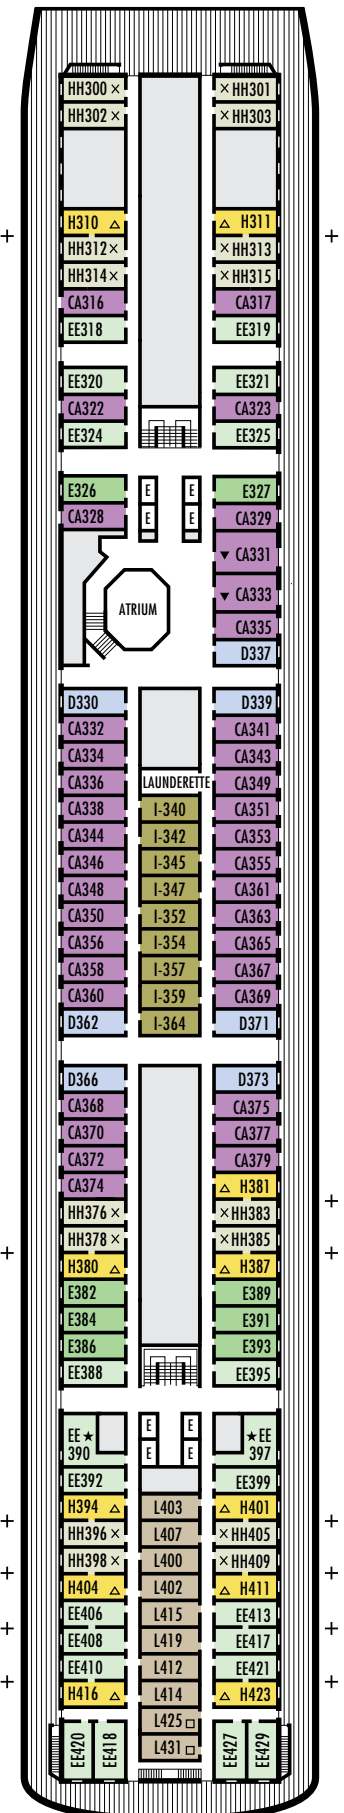 HH300 × × HH301
HH302 × × HH303
H310 △ △ H311
HH312 × × HH313
HH314 × × HH315
CA316 CA317
EE318 EE319
EE320 EE321
CA322 CA323
EE324 EE325
E326 E E E327
CA328 E E CA329
▼ CA331
ATRIUM ▼ CA333
CA335
D337
D330 D339
CA332 CA341
CA334 CA343
CA336 LAUNDERETTE CA349
CA338 I-340 CA351
CA344 I-342 CA353
CA346 I-345 CA355
CA348 I-347 CA361
CA350 I-352 CA363
CA356 I-354 CA365
CA358 I-357 CA367
CA360 I-359 CA369
D362 I-364 D371
D366 D373
CA368 CA375
CA370 CA377
CA372 CA379
CA374 △ H381
HH376 × × HH383
HH378 × × HH385
H380 △ △ H387
E382 E389
E384 E391
E386 E393
EE388 EE395
EE ★ E E ★ EE
390 E E 397
EE392 EE399
H394 △ L403 △ H401
HH396 × L407 × HH405
HH398 × L400 × HH409
H404 △ L402 △ H411
EE406 L415 EE413
EE408 L419 EE417
EE410 L412 EE421
H416 △ L414 △ H423
L425 □
EE420 EE418 L431 □ EE427 EE429